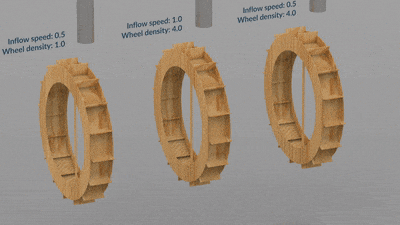 Inflow speed: 0.5
Wheel density: 1.0
Inflow speed: 1.0
Wheel density: 4.0
Inflow speed: 0.5
Wheel density: 4.0